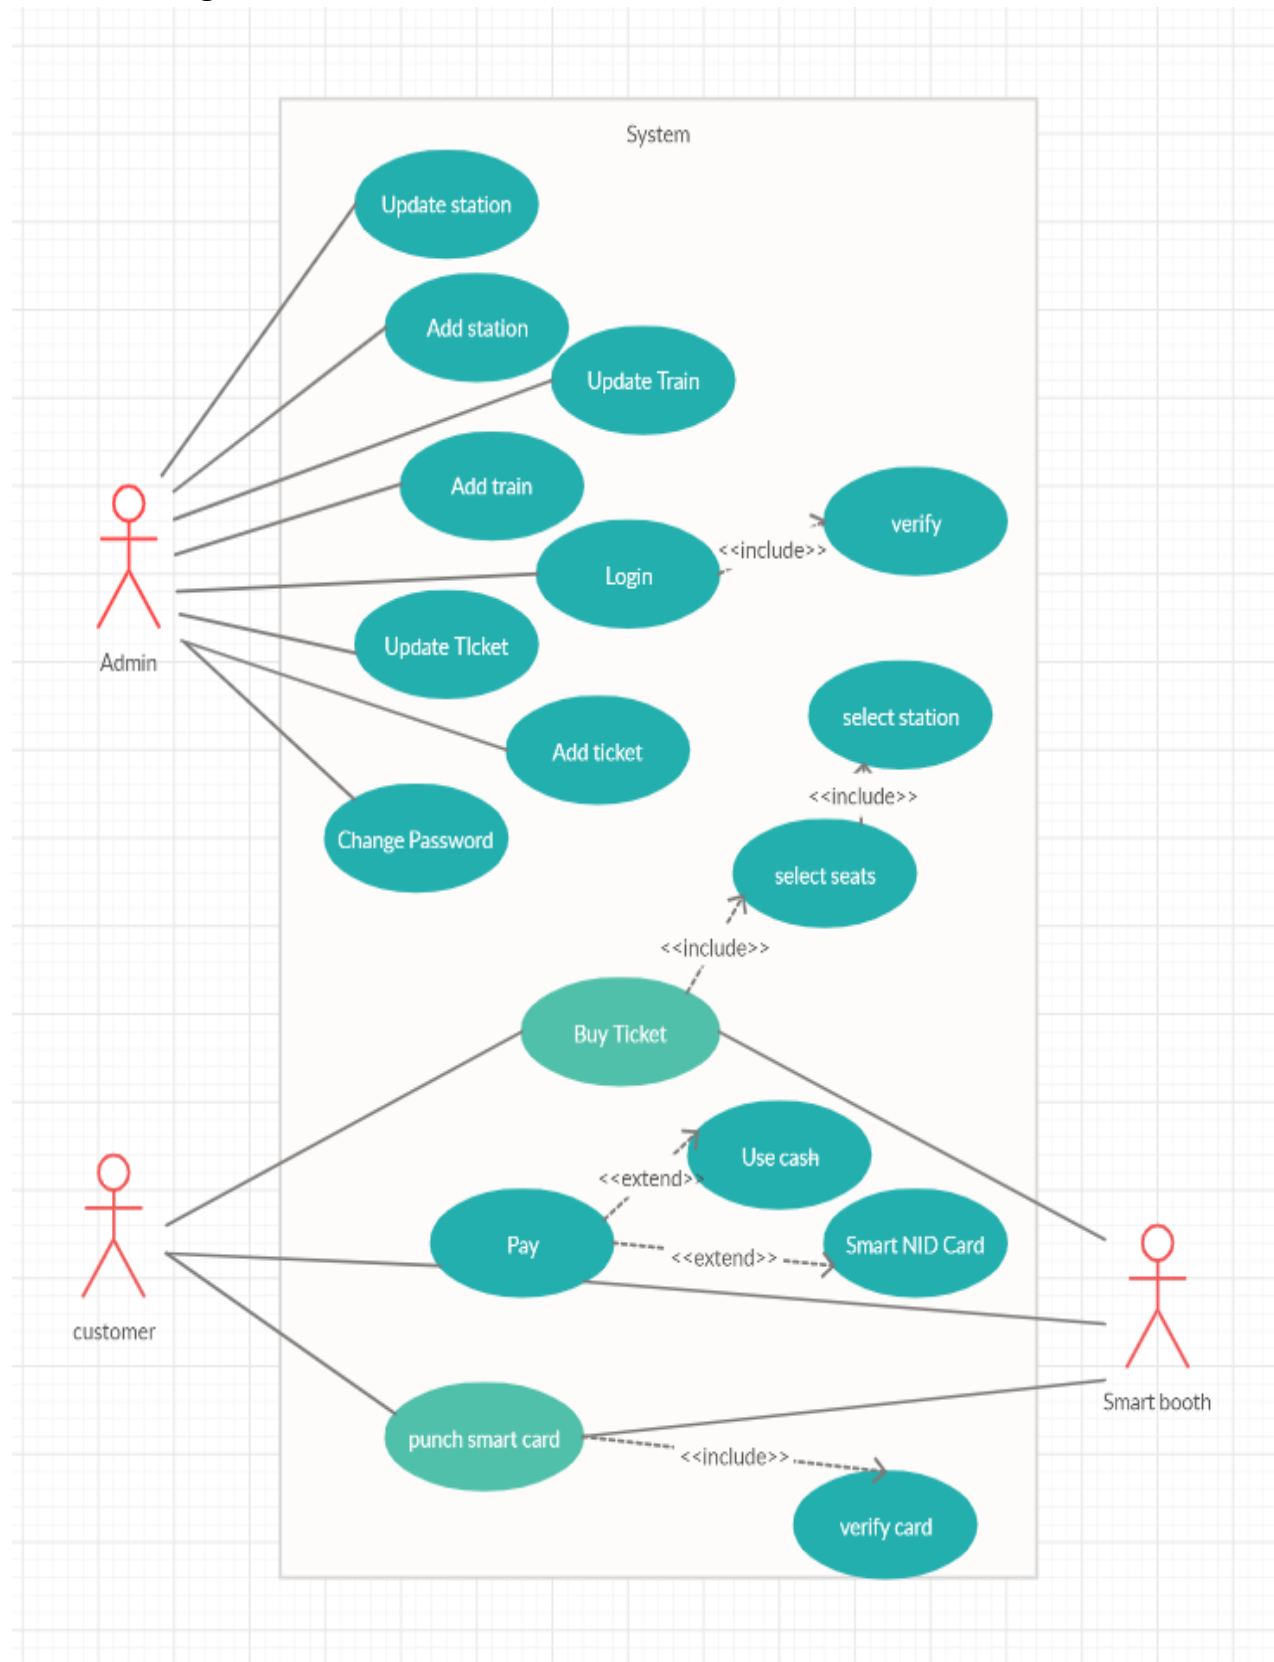 System
Update station
Add station
Update Train
Add train
verify
<<include>>
Login
Update TIcket
Admin
select station
Add ticket
<<include>>
Change Password
select seats
<<include>>
Buy Ticket
Use cash
<<extend>>
Pay
Smart NID Card
<<extend>>
customer
Smart booth
punch smart card
<<include>>
verify card